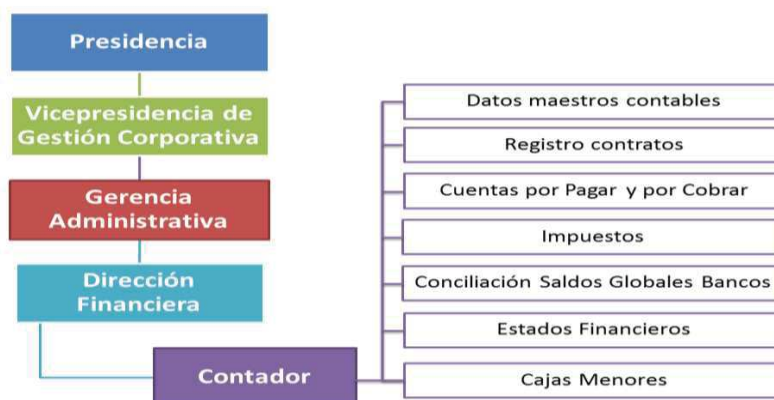 Presidencia
Vicepresidencia de
Gestión Corporativa
Gerencia
Administrativa
Dirección
Financiera
Contador
Datos maestros contables
Registro contratos
Cuentas por Pagar y por Cobrar
Impuestos
Conciliación Saldos Globales Bancos
Estados Financieros
Cajas Menores